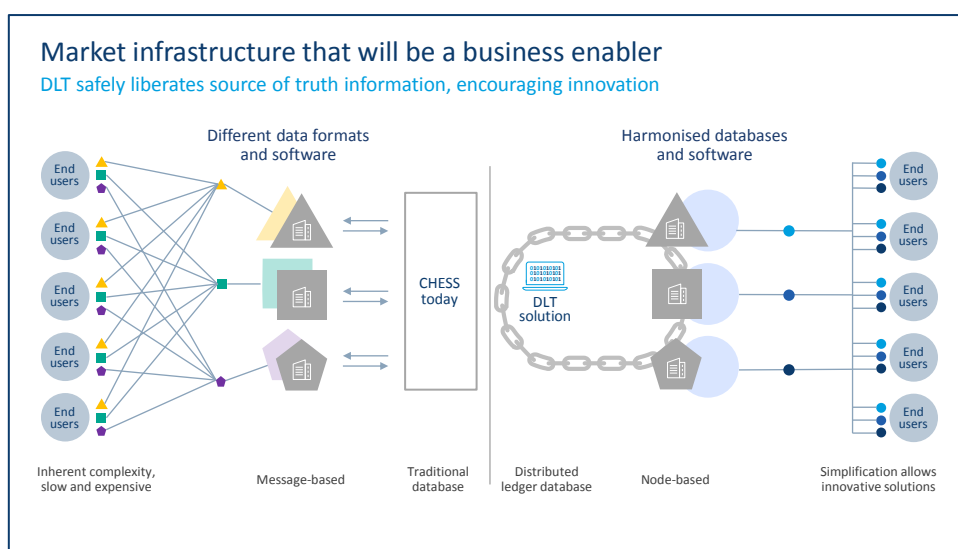 Market infrastructure that will be a business enabler
DLT safely liberates source of truth information, encouraging innovation
Different data formats
and software
Harmonised databases
and software
End
users
End
users
End
users
End
users
End
users
CHESS
today
0101010101
0101010101
0101010101
DLT
solution
End
users
End
users
End
users
End
users
End
users
Inherent complexity,
slow and expensive
Message-based
Traditional
database
Distributed
ledger database
Node-based
Simplification allows
innovative solutions